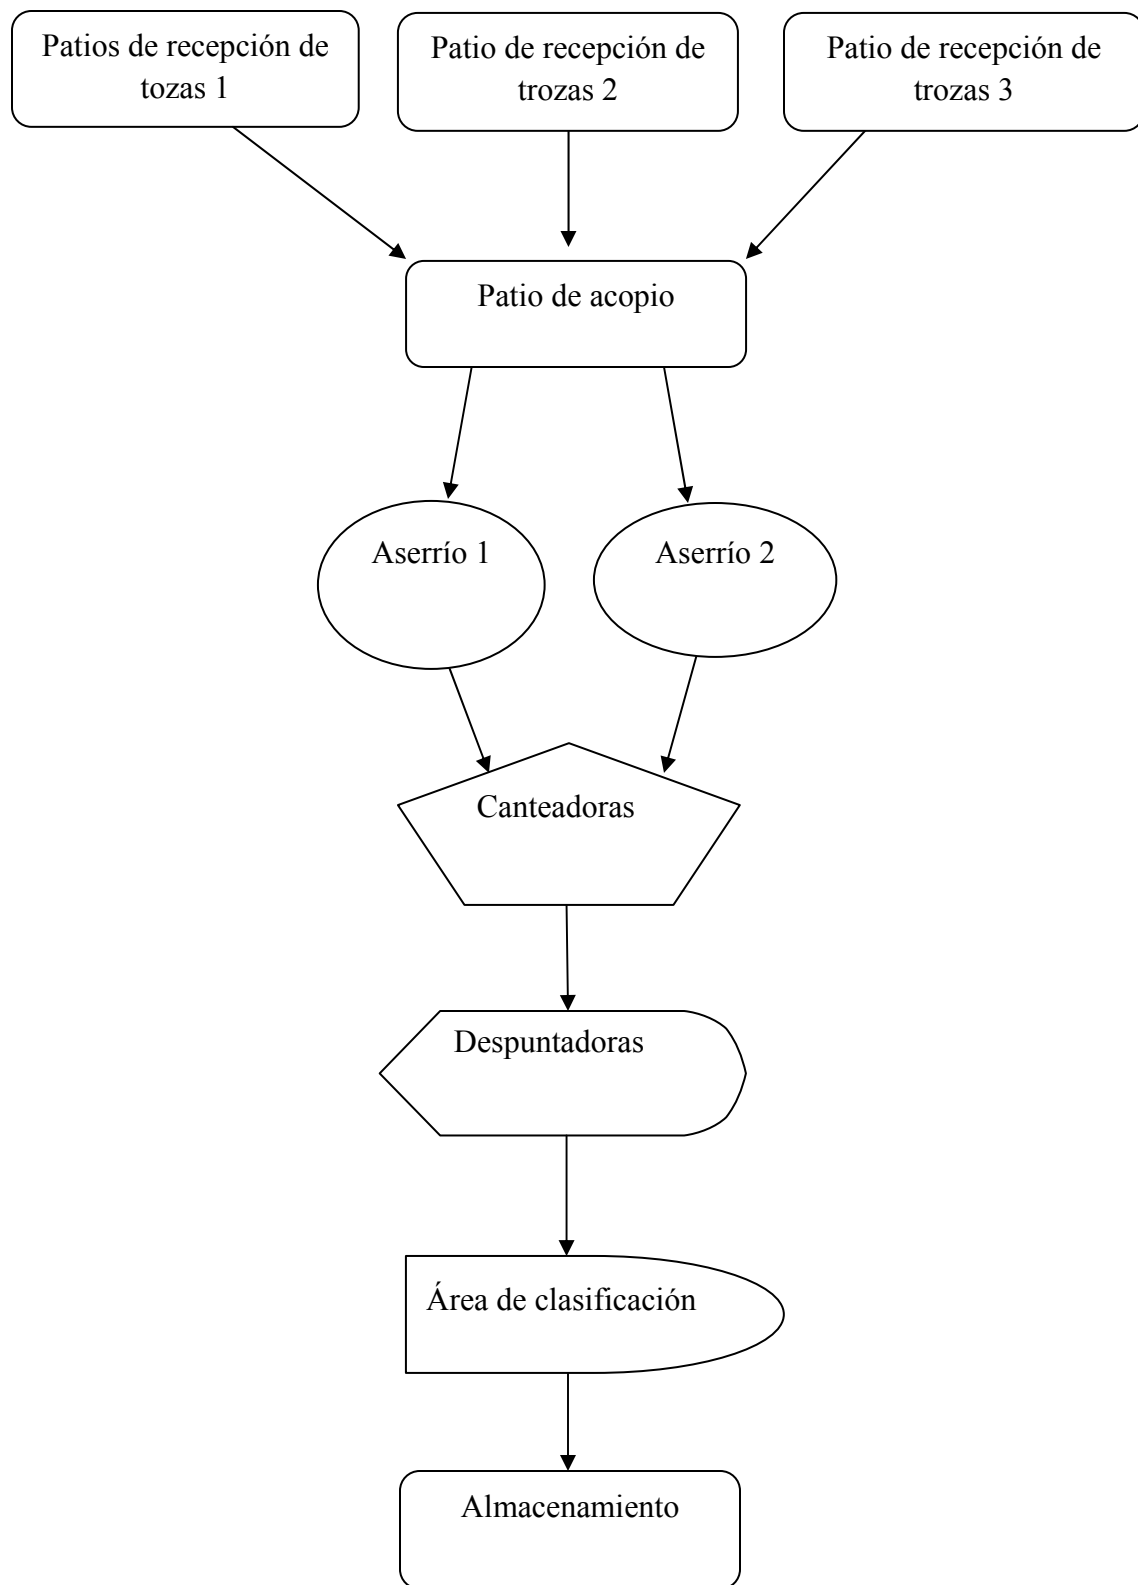 Patios de recepción de
tozas 1
Patio de recepción de
trozas 2
Patio de recepción de
trozas 3
Patio de acopio
Aserrío 1
Aserrío 2
Canteadoras
Despuntadoras
Área de clasificación
Almacenamiento